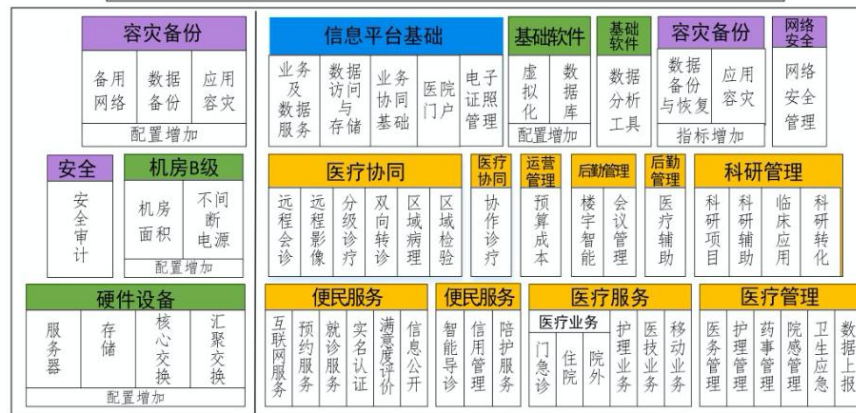 容灾备份
备用网络
数据备份
应用容灾
配置增加
信息平台基础
业务及数据服务
数据访问与存储
业务协同基础
医院门户
电子证照管理
基础软件
虚拟化
数据库
配置增加
基础软件
数据分析工具
容灾备份
数据备份与恢复
应用容灾
指标增加
网络安全
网络安全管理
安全
安全审计
机房B级
机房面积
不间断电源
配置增加
医疗协同
远程会诊
远程影像
分级诊疗
双向转诊
区域病理
区域检验
医疗协同
协作诊疗
运营管理
预算成本
后勤管理
楼宇智能
会议管理
后勤管理
医疗辅助
科研管理
科研项目
科研辅助
临床应用
科研转化
硬件设备
服务器
存储
核心交换
汇聚交换
配置增加
便民服务
互联网服务
预约服务
就诊服务
实名认证
满意度评价
信息公开
便民服务
智能导诊
信用管理
陪护服务
医疗服务
医疗业务
门急诊
住院
院外
护理业务
医技业务
移动业务
医疗管理
医务管理
护理管理
药事管理
院感管理
卫生应急
数据上报